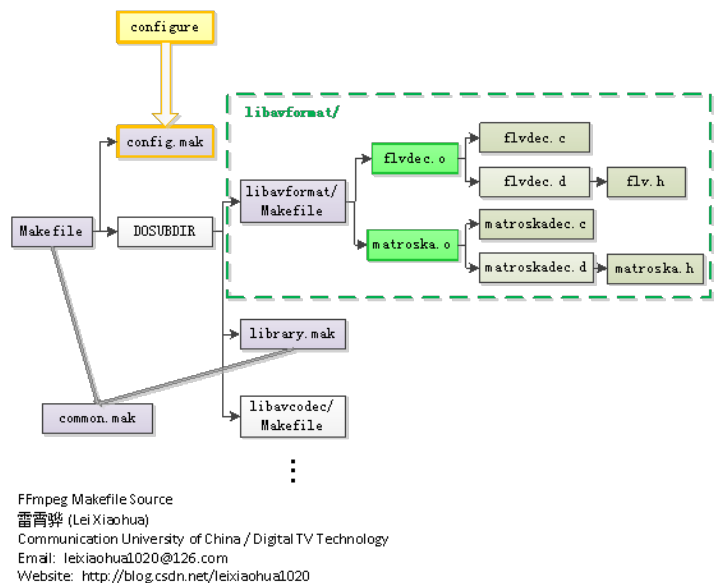 configure
config.mak
libavformat/
flvdec.c
flvdec.o
flvdec.d
flv.h
libavformat/
Makefile
Makefile
DOSUBDIR
matroskadec.c
matroska.o
matroskadec.d
matroska.h
library.mak
common.mak
libavcodec/
Makefile
FFmpeg Makefile Source
雷霄骅 (Lei Xiaohua)
Communication University of China / Digital TV Technology
Email: leixiaohua1020@126.com
Website: http://blog.csdn.net/leixiaohua1020